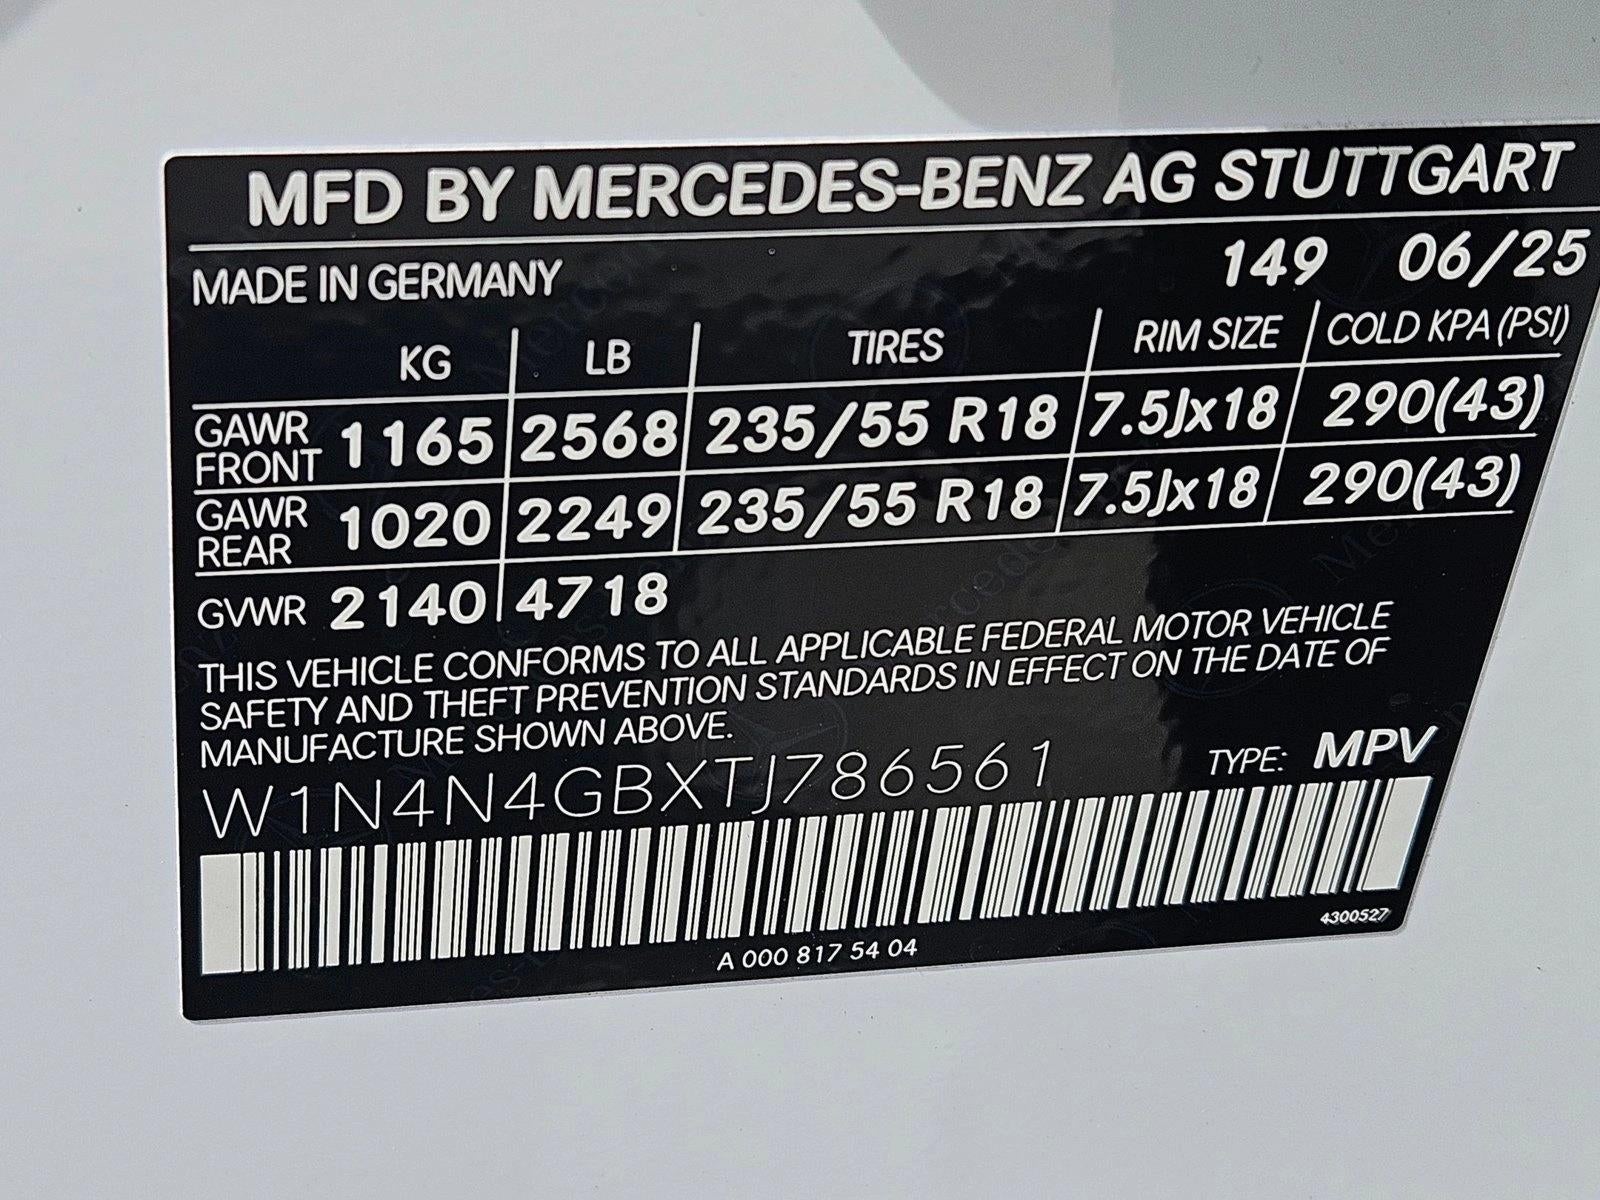 MFD BY MERCEDES-BENZ AG STUTTGART
MADE IN GERMANY 149 06/25
KG LB TIRES RIM SIZE COLD KPA (PSI)
GAWR FRONT 1165 2568 235/55 R18 7.5Jx18 290(43)
GAWR REAR 1020 2249 235/55 R18 7.5Jx18 290(43)
GVWR 2140 4718
THIS VEHICLE CONFORMS TO ALL APPLICABLE FEDERAL MOTOR VEHICLE
SAFETY AND THEFT PREVENTION STANDARDS IN EFFECT ON THE DATE OF
MANUFACTURE SHOWN ABOVE.
W1N4N4GBXTJ786561 TYPE: MPV
A 000 817 54 04 4300527